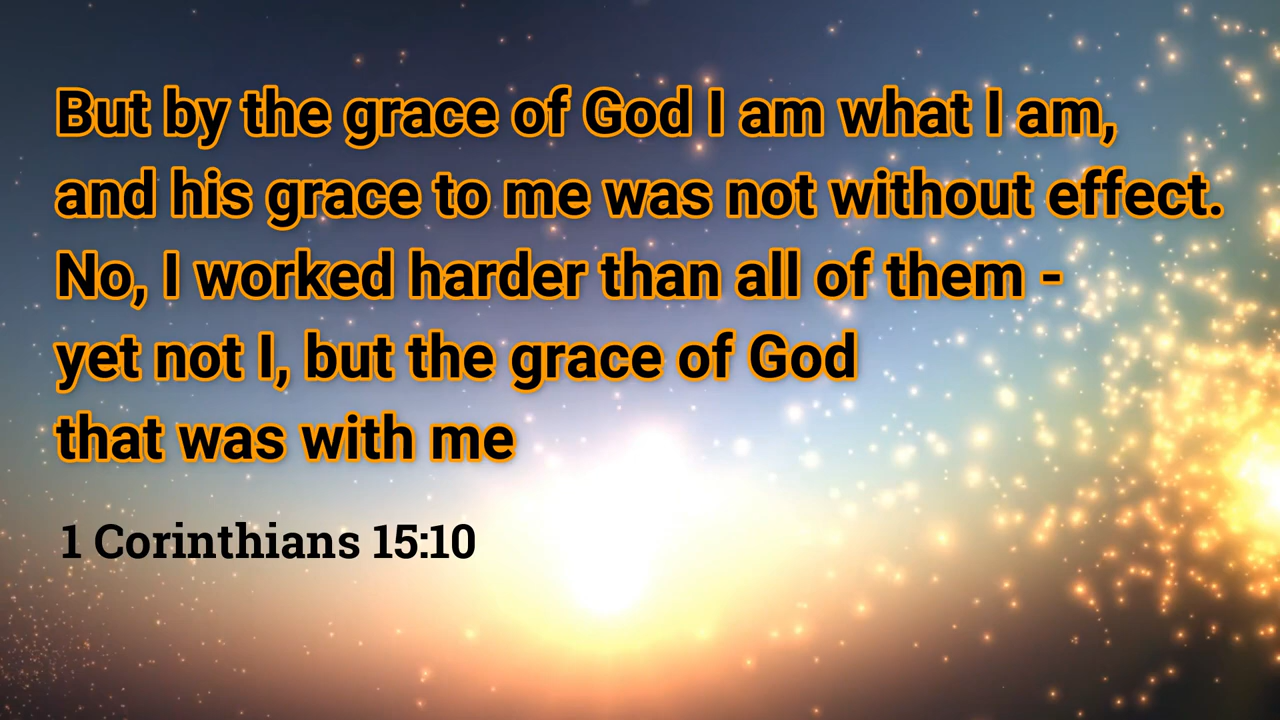 But by the grace of God I am what I am,
and his grace to me was not without effect.
No, I worked harder than all of them -
yet not I, but the grace of God
that was with me
1 Corinthians 15:10